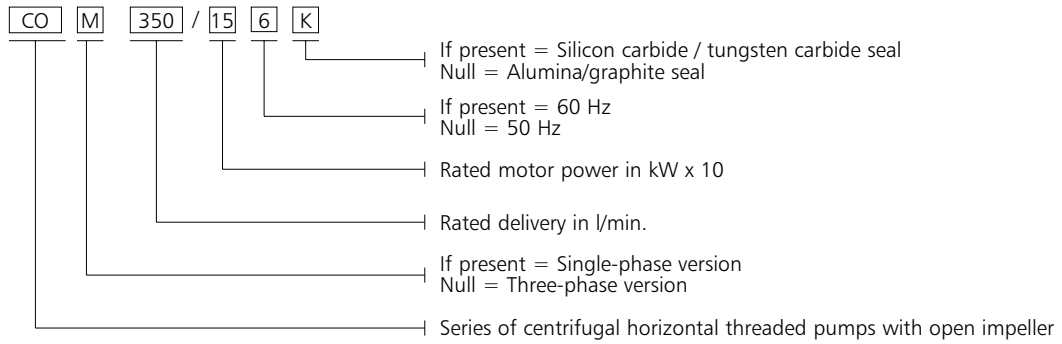 CO M 350 / 15 6 K
If present = Silicon carbide / tungsten carbide seal
Null = Alumina/graphite seal
If present = 60 Hz
Null = 50 Hz
Rated motor power in kW x 10
Rated delivery in l/min.
If present = Single-phase version
Null = Three-phase version
Series of centrifugal horizontal threaded pumps with open impeller